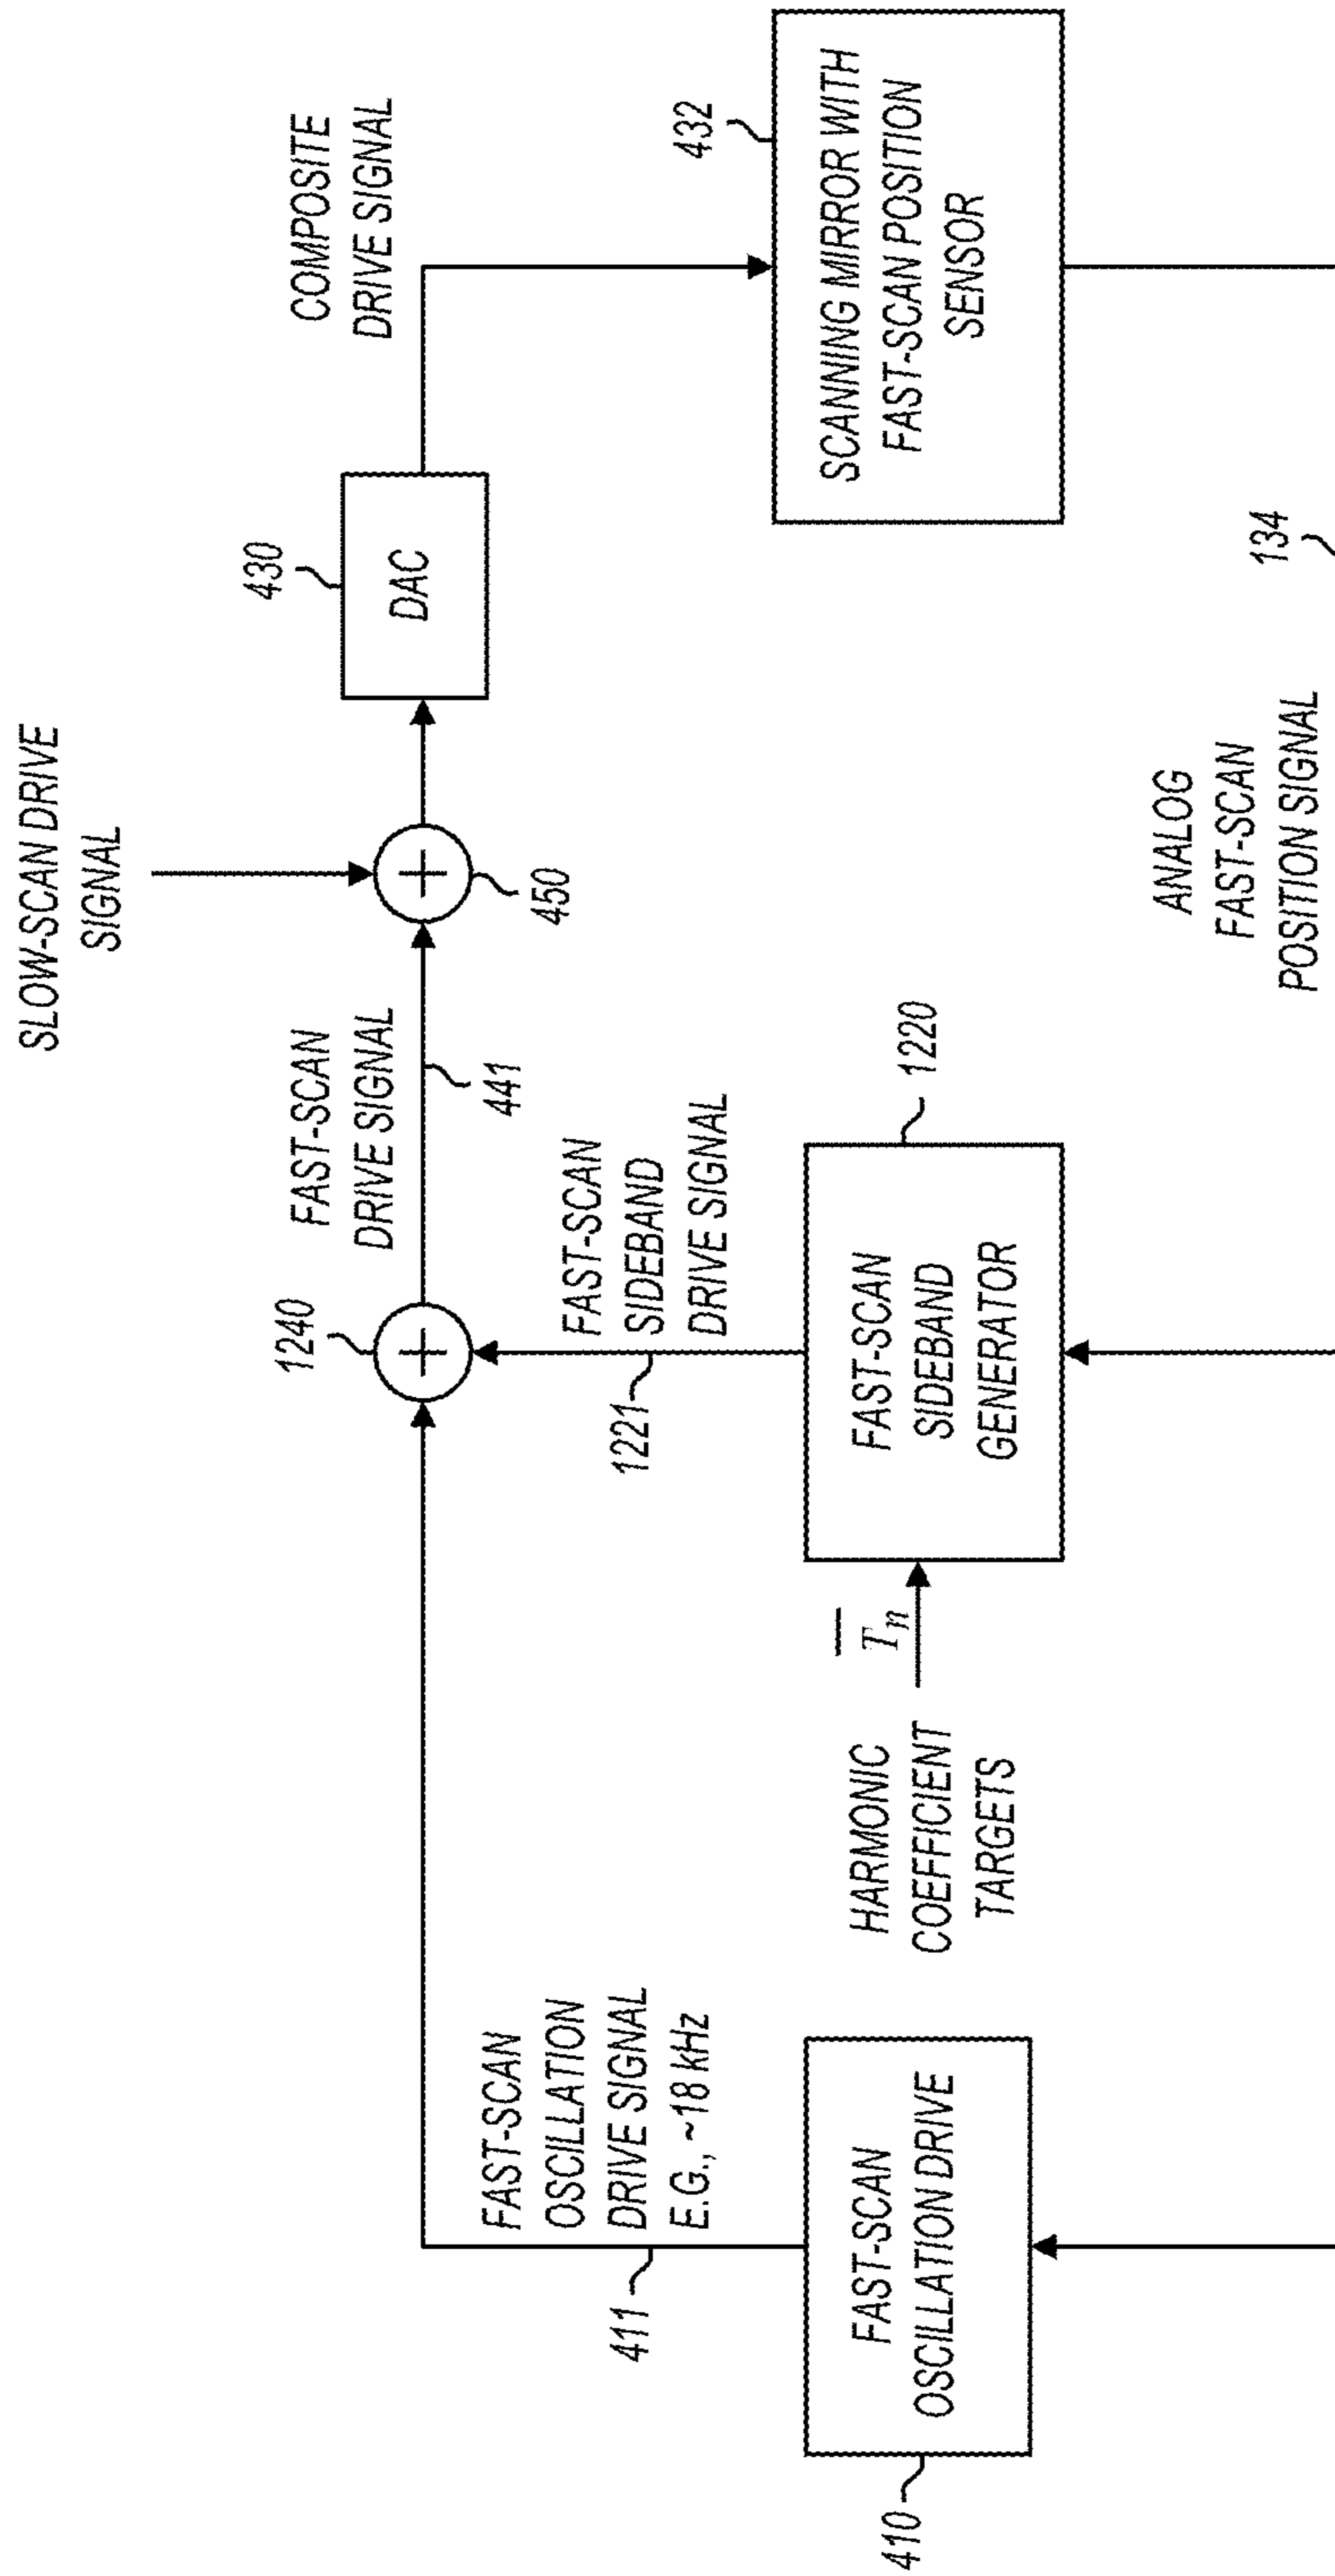 SLOW-SCAN DRIVE
SIGNAL
FAST-SCAN
DRIVE SIGNAL
441
1240
450
430
DAC
COMPOSITE
DRIVE SIGNAL
FAST-SCAN
OSCILLATION
DRIVE SIGNAL
E.G., ~18 kHz
411
FAST-SCAN
SIDEBAND
DRIVE SIGNAL
1221
1220
432
410
FAST-SCAN
OSCILLATION DRIVE
HARMONIC
COEFFICIENT
TARGETS
T̅n
FAST-SCAN
SIDEBAND
GENERATOR
SCANNING MIRROR WITH
FAST-SCAN POSITION
SENSOR
ANALOG
FAST-SCAN
POSITION SIGNAL
134